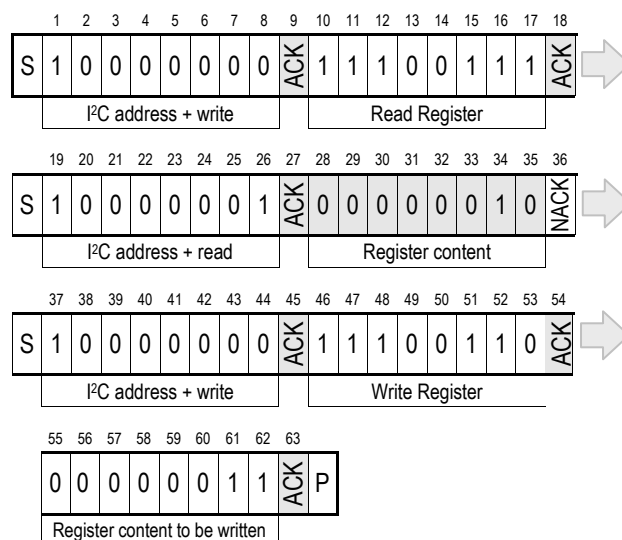 1 2 3 4 5 6 7 8 9 10 11 12 13 14 15 16 17 18
S 1 0 0 0 0 0 0 0 ACK 1 1 1 0 0 1 1 1 ACK
I²C address + write Read Register
19 20 21 22 23 24 25 26 27 28 29 30 31 32 33 34 35 36
S 1 0 0 0 0 0 0 1 ACK 0 0 0 0 0 0 1 0 NACK
I²C address + read Register content
37 38 39 40 41 42 43 44 45 46 47 48 49 50 51 52 53 54
S 1 0 0 0 0 0 0 0 ACK 1 1 1 0 0 1 1 0 ACK
I²C address + write Write Register
55 56 57 58 59 60 61 62 63
0 0 0 0 0 0 1 1 ACK P
Register content to be written